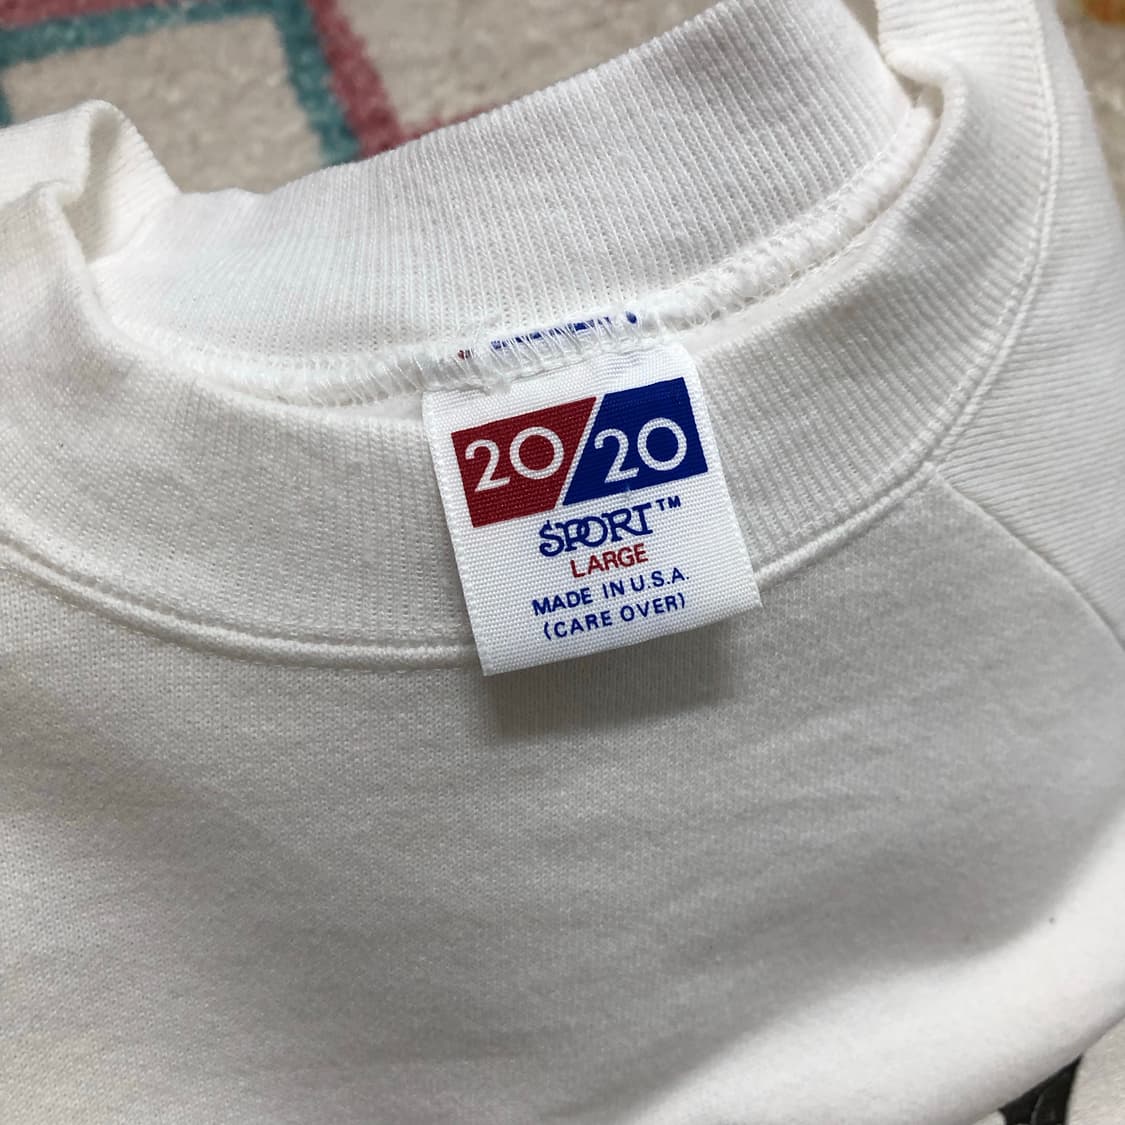 20/20
SPORT™
LARGE
MADE IN U.S.A.
(CARE OVER)